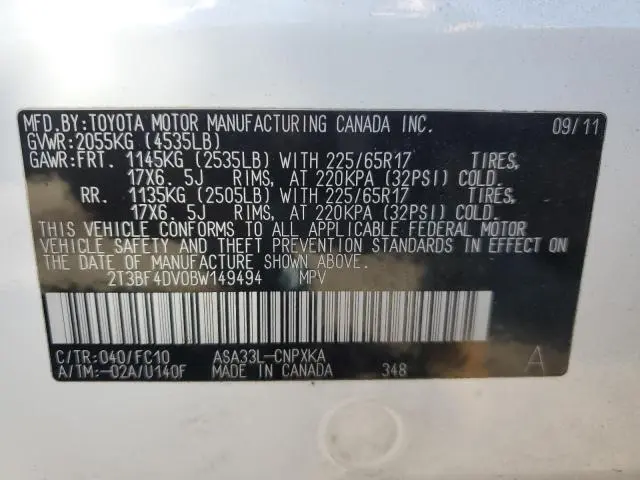 MFD.BY:TOYOTA MOTOR MANUFACTURING CANADA INC. 09/11
GVWR:2055KG (4535LB)
GAWR:FRT. 1145KG (2535LB) WITH 225/65R17 TIRES,
17X6. 5J RIMS, AT 220KPA (32PSI) COLD.
RR. 1135KG (2505LB) WITH 225/65R17 TIRES,
17X6. 5J RIMS, AT 220KPA (32PSI) COLD.
THIS VEHICLE CONFORMS TO ALL APPLICABLE FEDERAL MOTOR
VEHICLE SAFETY AND THEFT PREVENTION STANDARDS IN EFFECT ON
THE DATE OF MANUFACTURE SHOWN ABOVE.
2T3BF4DV0BW149494 MPV
C/TR:040/FC10 ASA33L-CNPXKA A
A/TM:-02A/U140F MADE IN CANADA 348